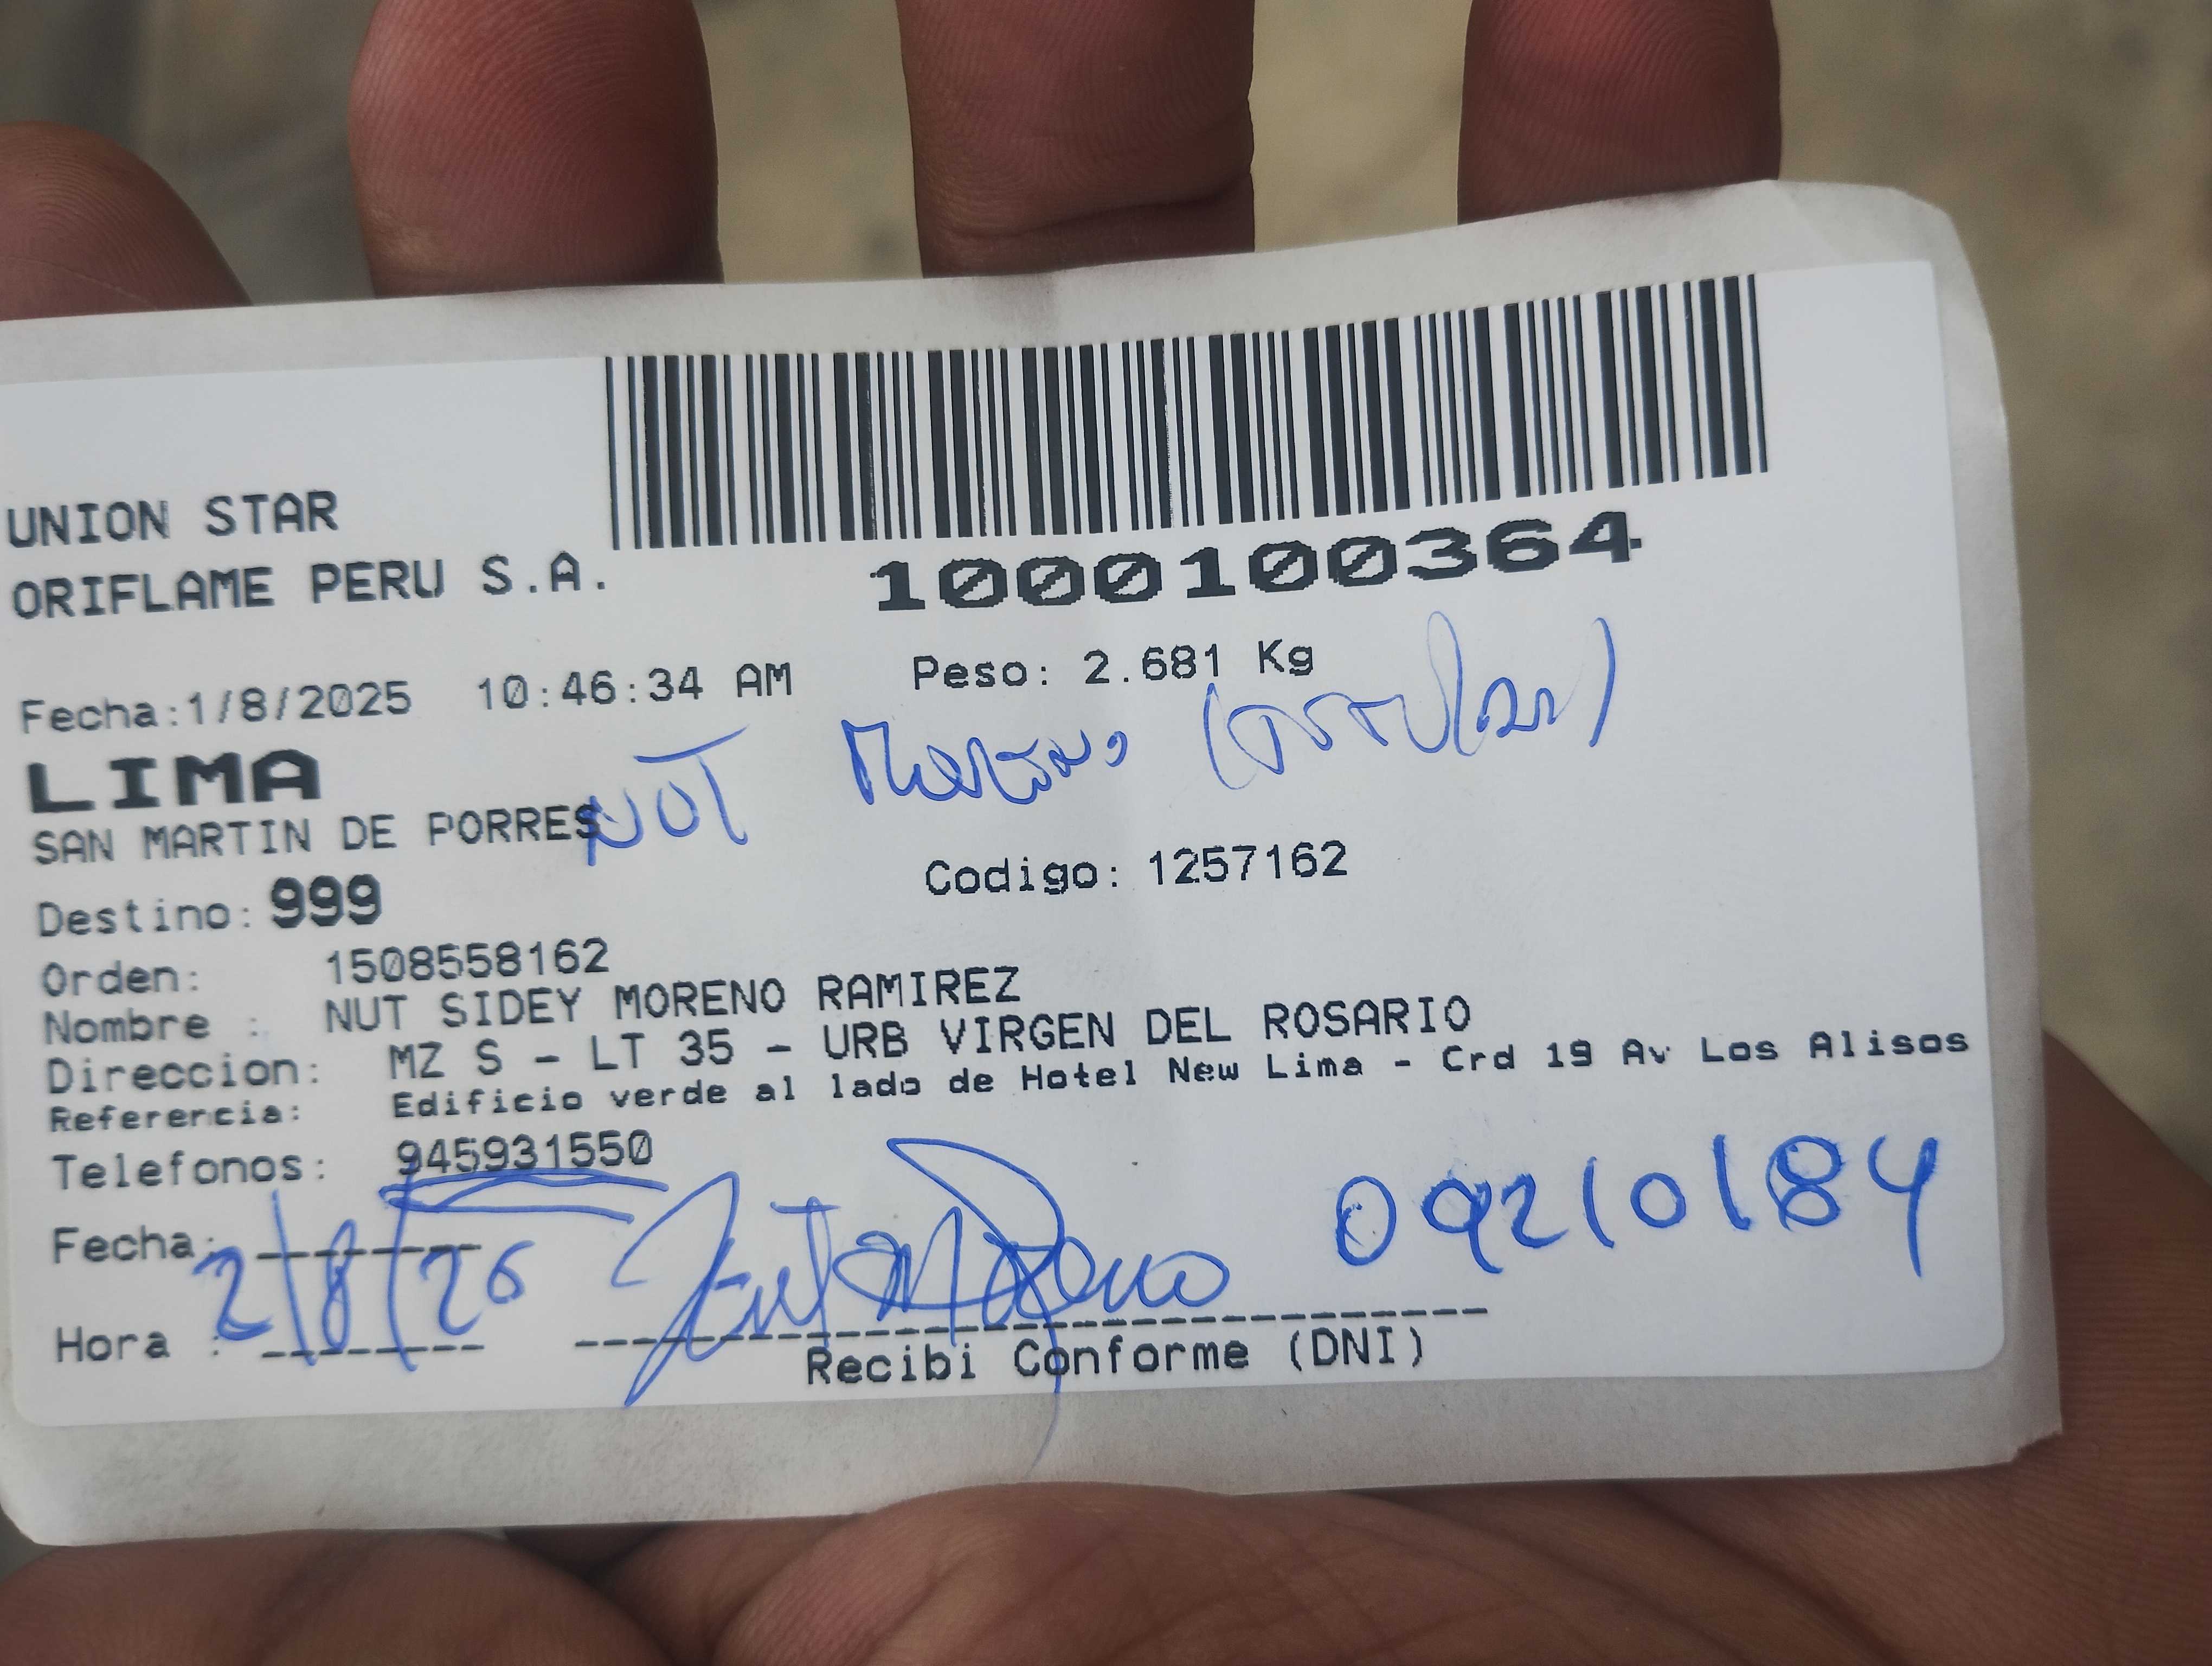 UNION STAR
ORIFLAME PERU S.A.
1000100364
Fecha:1/8/2025 10:46:34 AM Peso: 2.681 Kg
LIMA
NUT Moreno (Titular)
SAN MARTIN DE PORRES
Destino: 999 Codigo: 1257162
Orden: 1508558162
Nombre : NUT SIDEY MORENO RAMIREZ
Direccion: MZ S - LT 35 - URB VIRGEN DEL ROSARIO
Referencia: Edificio verde al lado de Hotel New Lima - Crd 19 Av Los Alisos
Telefonos: 945931550
Fecha: 2/8/25
09210184
Hora :
Recibi Conforme (DNI)